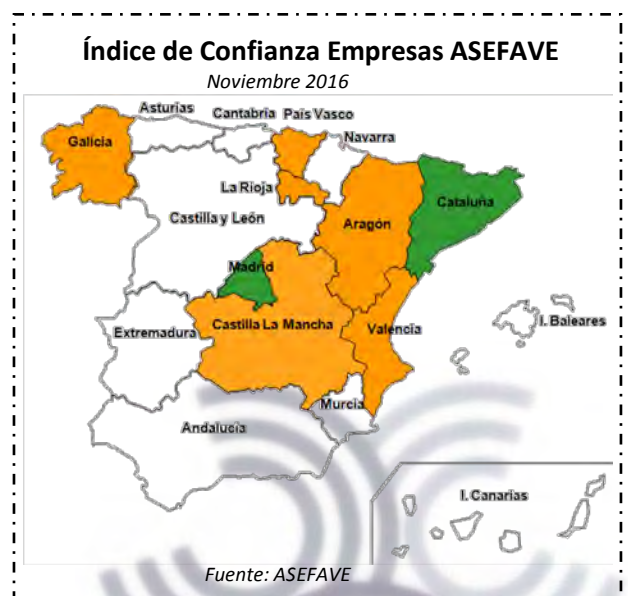 Índice de Confianza Empresas ASEFAVE
Noviembre 2016
Asturias
Cantabria
País Vasco
Galicia
Navarra
La Rioja
Cataluña
Castilla y León
Aragón
Madrid
Extremadura
Castilla La Mancha
Valencia
I. Baleares
Murcia
Andalucía
I. Canarias
Fuente: ASEFAVE